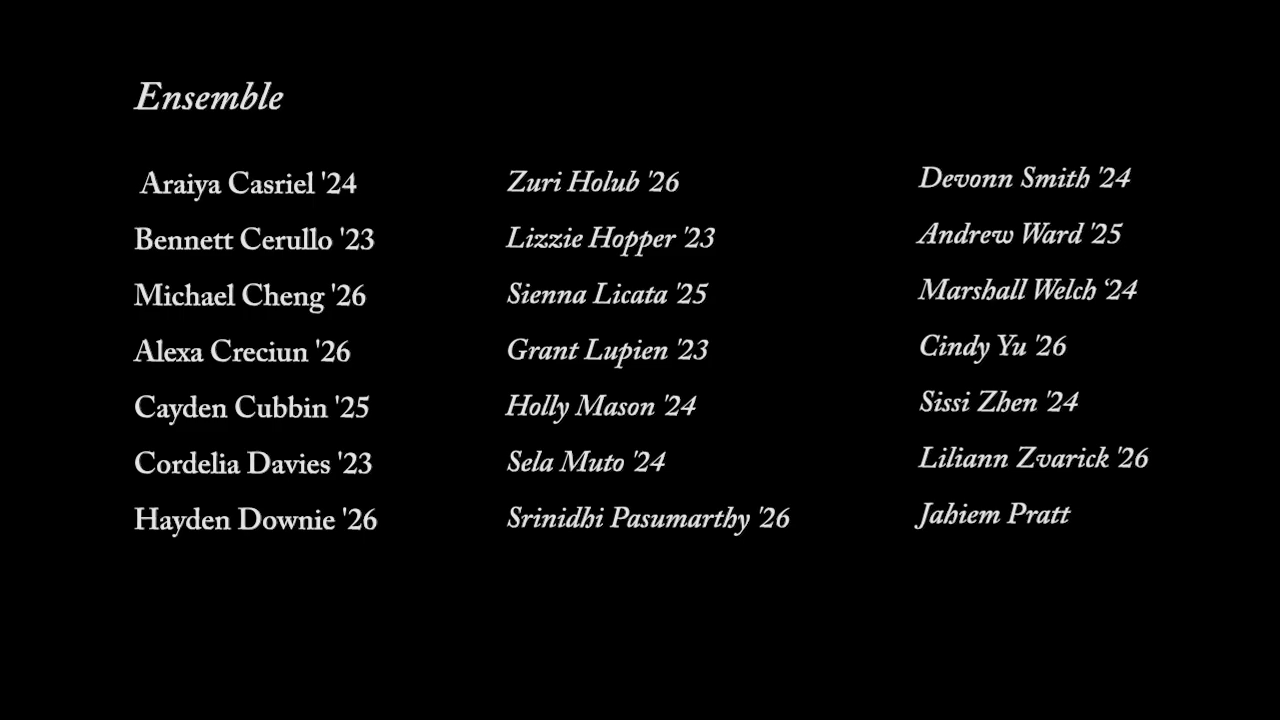 Ensemble
Araiya Casriel '24
Bennett Cerullo '23
Michael Cheng '26
Alexa Creciun '26
Cayden Cubbin '25
Cordelia Davies '23
Hayden Downie '26
Zuri Holub '26
Lizzie Hopper '23
Sienna Licata '25
Grant Lupien '23
Holly Mason '24
Sela Muto '24
Srinidhi Pasumarthy '26
Devonn Smith '24
Andrew Ward '25
Marshall Welch ‘24
Cindy Yu '26
Sissi Zhen '24
Liliann Zvarick '26
Jahiem Pratt